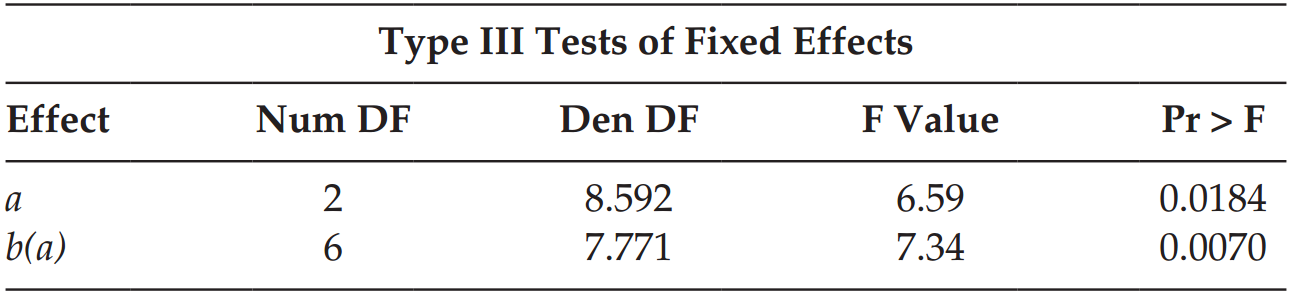 Type III Tests of Fixed Effects
Effect Num DF Den DF F Value Pr > F
a 2 8.592 6.59 0.0184
b(a) 6 7.771 7.34 0.0070